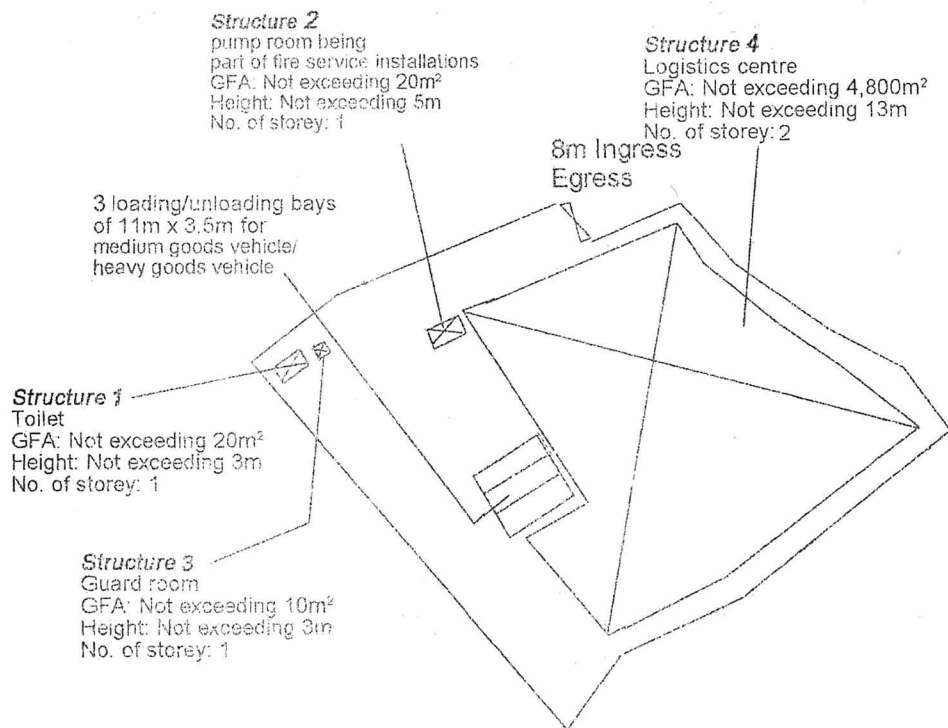 Structure 2
pump room being
part of fire service installations
GFA: Not exceeding 20m²
Height: Not exceeding 5m
No. of storey: 1
Structure 4
Logistics centre
GFA: Not exceeding 4,800m²
Height: Not exceeding 13m
No. of storey: 2
8m Ingress
Egress
3 loading/unloading bays
of 11m x 3.5m for
medium goods vehicle/
heavy goods vehicle
Structure 1
Toilet
GFA: Not exceeding 20m²
Height: Not exceeding 3m
No. of storey: 1
Structure 3
Guard room
GFA: Not exceeding 10m²
Height: Not exceeding 3m
No. of storey: 1